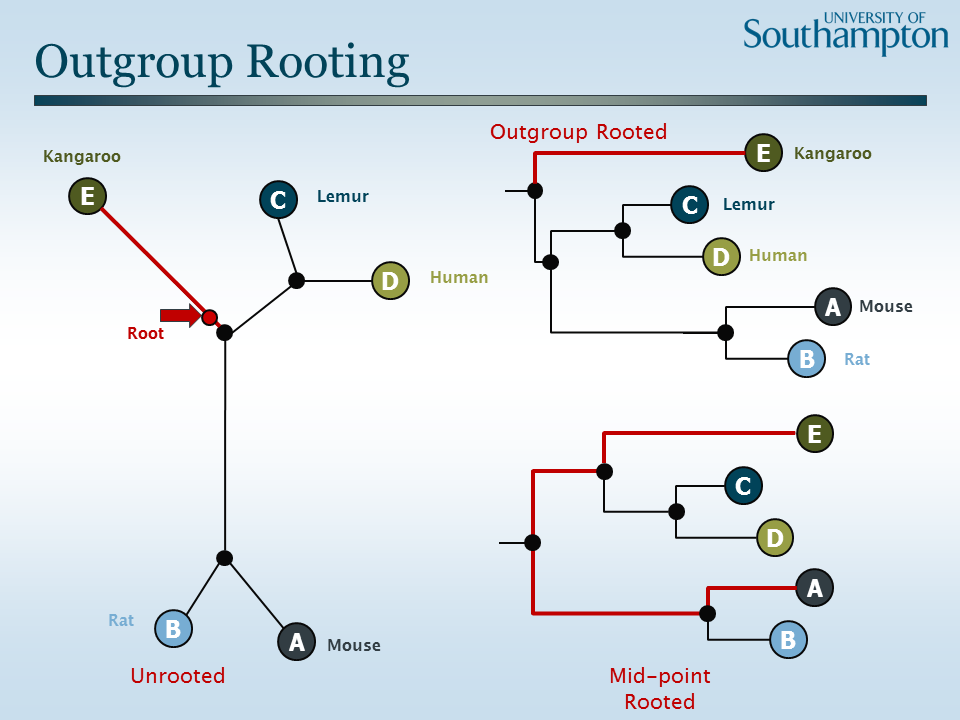 UNIVERSITY OF
Southampton
Outgroup Rooting
Kangaroo
E
C
Lemur
D
Human
Root
Rat
B
A
Mouse
Unrooted
Outgroup Rooted
E
Kangaroo
C
Lemur
D
Human
A
Mouse
B
Rat
E
C
D
A
B
Mid-point
Rooted